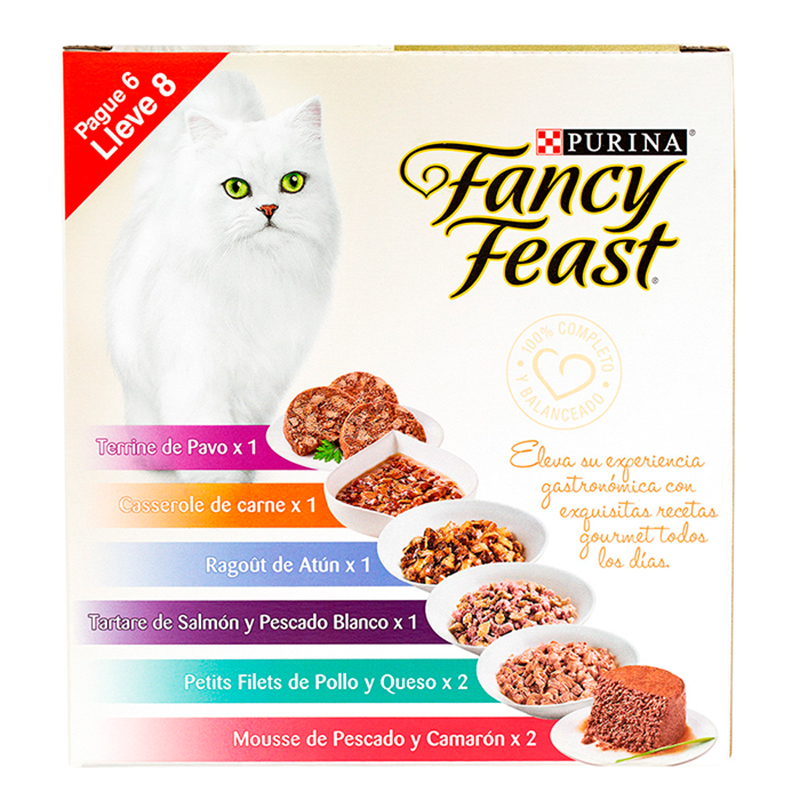 Pague 6
Lleve 8
PURINA®
Fancy
Feast®
100% COMPLETO
Y BALANCEADO
Terrine de Pavo x 1
Casserole de carne x 1
Ragoût de Atún x 1
Tartare de Salmón y Pescado Blanco x 1
Petits Filets de Pollo y Queso x 2
Mousse de Pescado y Camarón x 2
Eleva su experiencia
gastronómica con
exquisitas recetas
gourmet todos
los días.